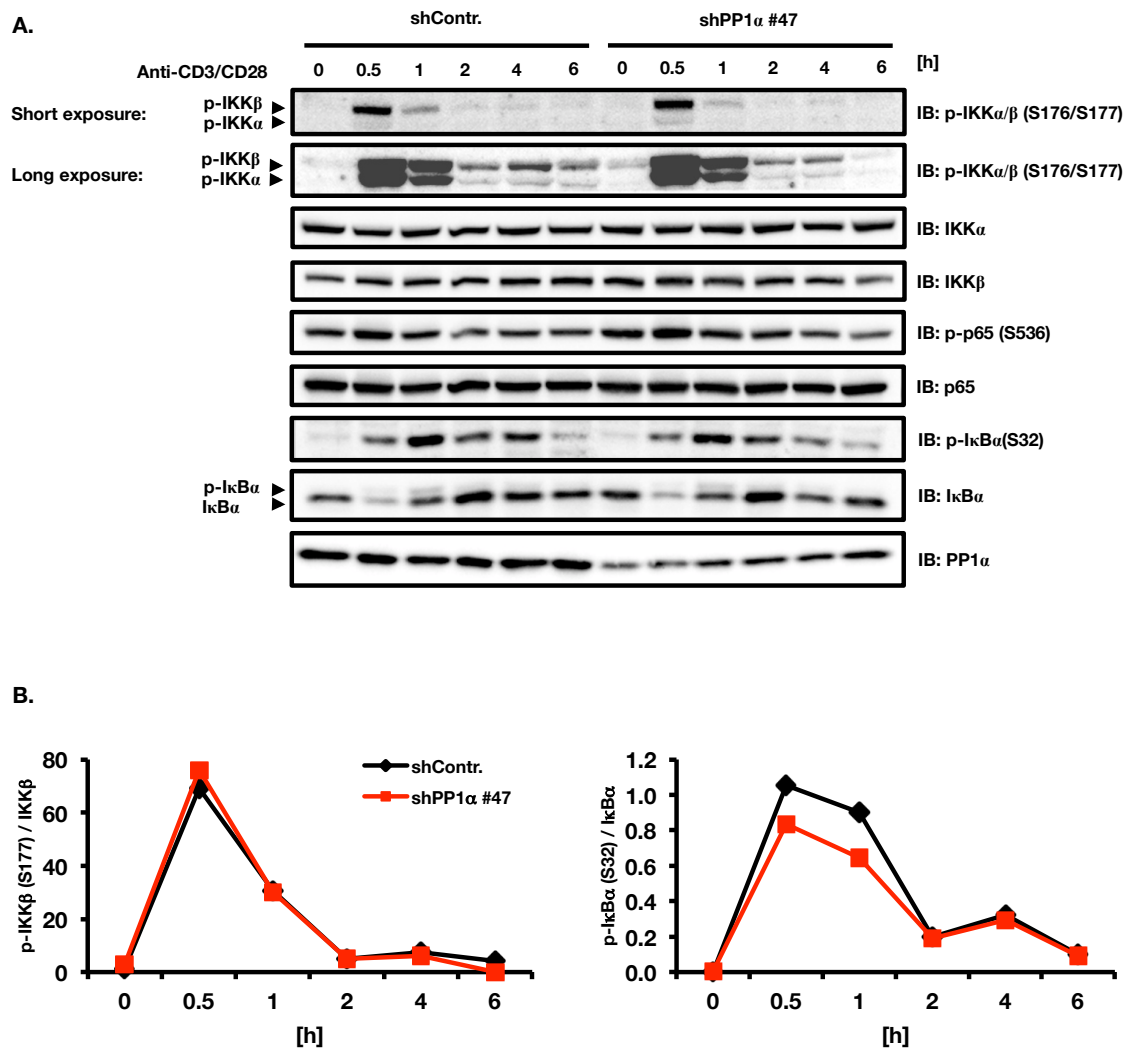 A.
shContr. shPP1α #47
Anti-CD3/CD28 0 0.5 1 2 4 6 0 0.5 1 2 4 6 [h]
Short exposure: p-IKKβ IB: p-IKKα/β (S176/S177)
p-IKKα
Long exposure: p-IKKβ IB: p-IKKα/β (S176/S177)
p-IKKα
IB: IKKα
IB: IKKβ
IB: p-p65 (S536)
IB: p65
IB: p-IκBα(S32)
p-IκBα
IκBα IB: IκBα
IB: PP1α
B.
p-IKKβ (S177) / IKKβ
80
60
40
20
0
0 0.5 1 2 4 6
[h]
shContr.
shPP1α #47
p-IκBα (S32) / IκBα
1.2
1.0
0.8
0.6
0.4
0.2
0.0
0 0.5 1 2 4 6
[h]